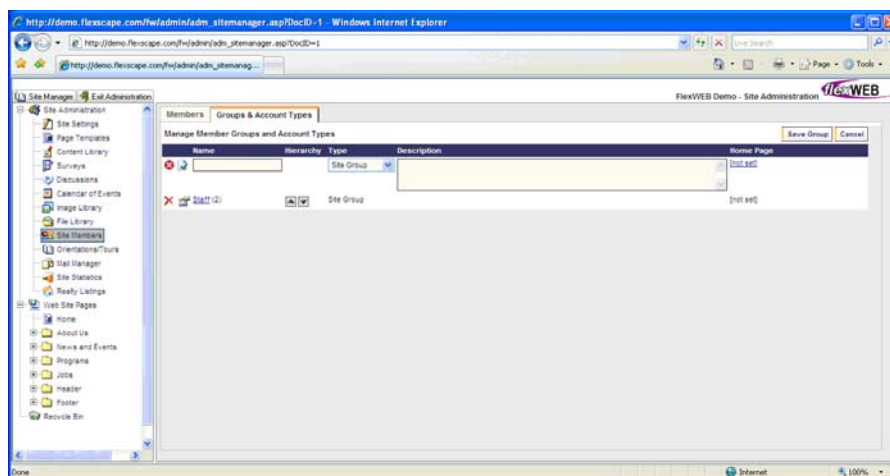 http://demo.flexscape.com/fw/admin/adm_sitemanager.asp?DocID=1 - Windows Internet Explorer
http://demo.flexscape.com/fw/admin/adm_sitemanager.asp?DocID=1
Live Search
http://demo.flexscape.com/fw/admin/adm_sitemanag...
Page
Tools
Site Manager
Exit Administration
FlexWEB Demo - Site Administration
flexWEB
Site Administration
Site Settings
Page Templates
Content Library
Surveys
Discussions
Calendar of Events
Image Library
File Library
Site Members
Orientations/Tours
Mail Manager
Site Statistics
Realty Listings
Web Site Pages
Home
About Us
News and Events
Programs
Jobs
Header
Footer
Recycle Bin
Members
Groups & Account Types
Manage Member Groups and Account Types
Save Group
Cancel
Name Hierarchy Type Description Home Page
Site Group
[not set]
Staff (2)
Site Group
[not set]
Done
Internet
100%